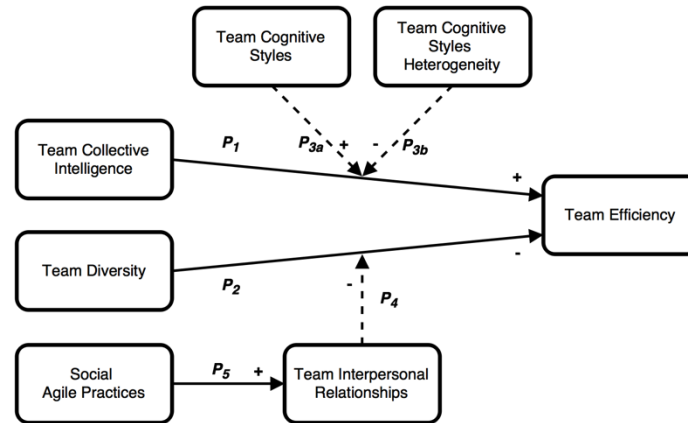 Team Cognitive
Styles
Team Cognitive
Styles
Heterogeneity
P3a
+
-
P3b
Team Collective
Intelligence
P1
+
Team Efficiency
Team Diversity
P2
-
-
P4
Social
Agile Practices
P5
+
Team Interpersonal
Relationships